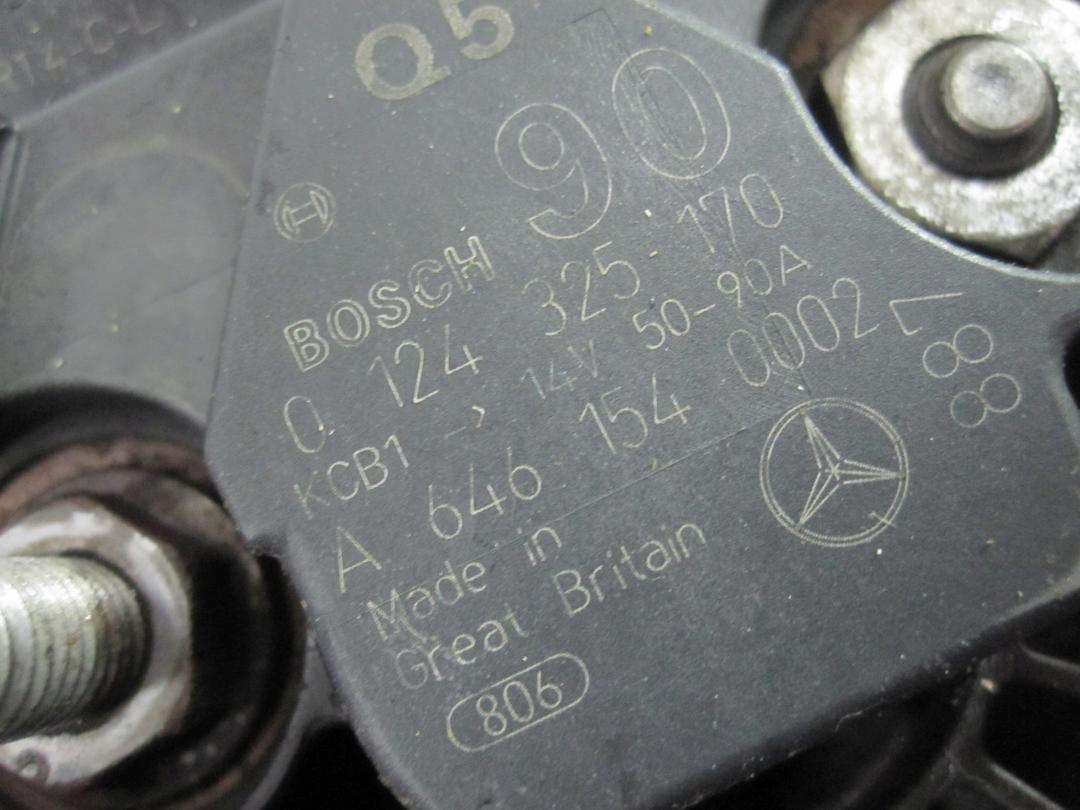 Q5
90
BOSCH
0 124 325 170
KCB1 -> 14V 50-90A
A 646 154 0002
Made in
Great Britain
806
88